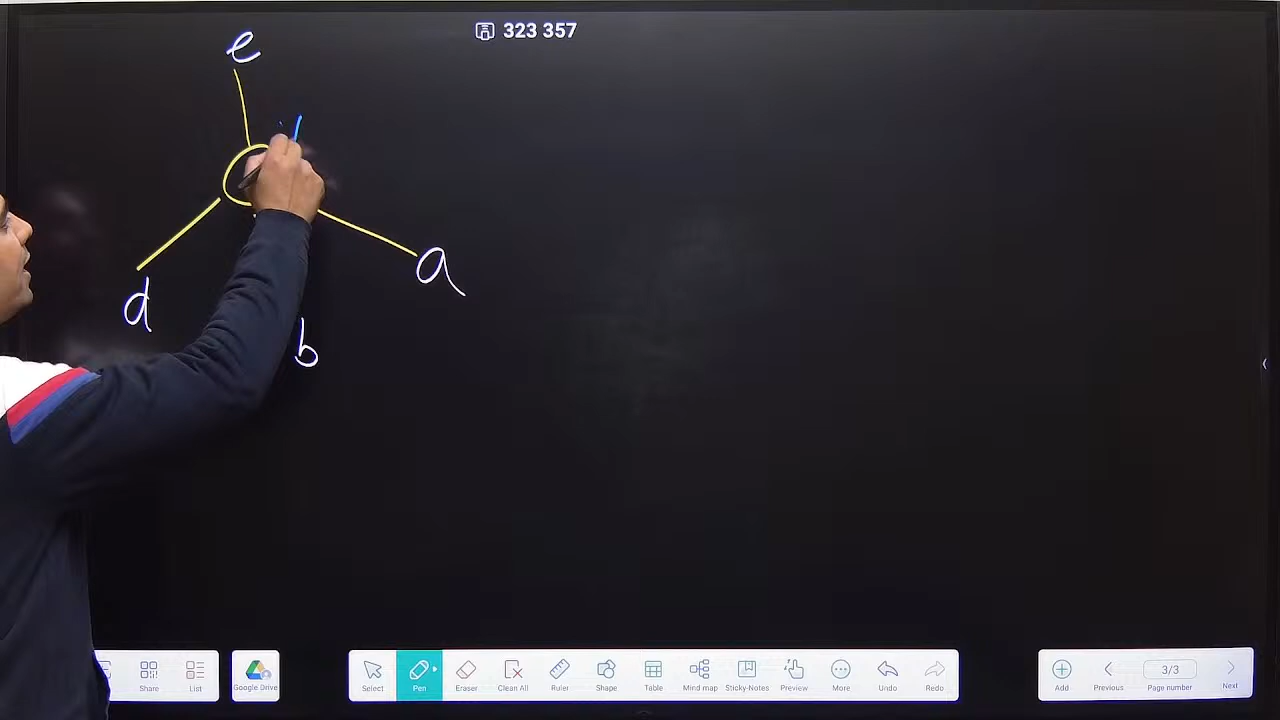 323 357
e
d
a
b
Share
List
Google Drive
Select
Pen
Eraser
Clean All
Ruler
Shape
Table
Mind map
Sticky-Notes
Preview
More
Undo
Redo
Add
Previous
3/3
Page number
Next